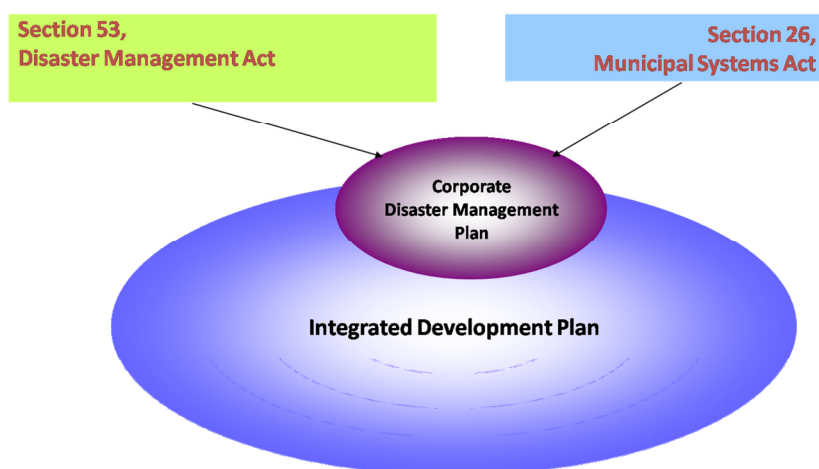 Section 53,
Disaster Management Act
Section 26,
Municipal Systems Act
Corporate
Disaster Management
Plan
Integrated Development Plan